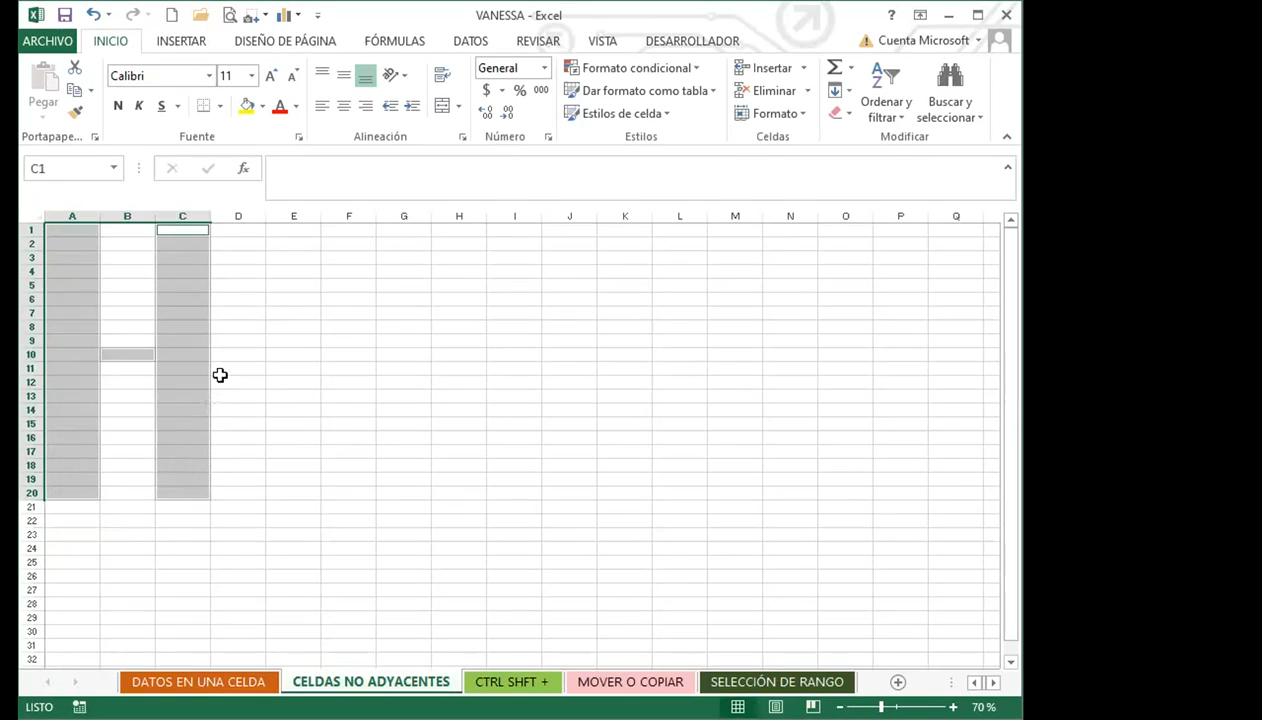 VANESSA - Excel
ARCHIVO INICIO INSERTAR DISEÑO DE PÁGINA FÓRMULAS DATOS REVISAR VISTA DESARROLLADOR Cuenta Microsoft
Pegar
Calibri 11
N K S
General
$ % 000
Formato condicional
Dar formato como tabla
Estilos de celda
Insertar
Eliminar
Formato
Ordenar y filtrar
Buscar y seleccionar
Portapape... Fuente Alineación Número Estilos Celdas Modificar
C1 fx
A B C D E F G H I J K L M N O P Q
1
2
3
4
5
6
7
8
9
10
11
12
13
14
15
16
17
18
19
20
21
22
23
24
25
26
27
28
29
30
31
32
DATOS EN UNA CELDA CELDAS NO ADYACENTES CTRL SHFT + MOVER O COPIAR SELECCIÓN DE RANGO
LISTO 70 %